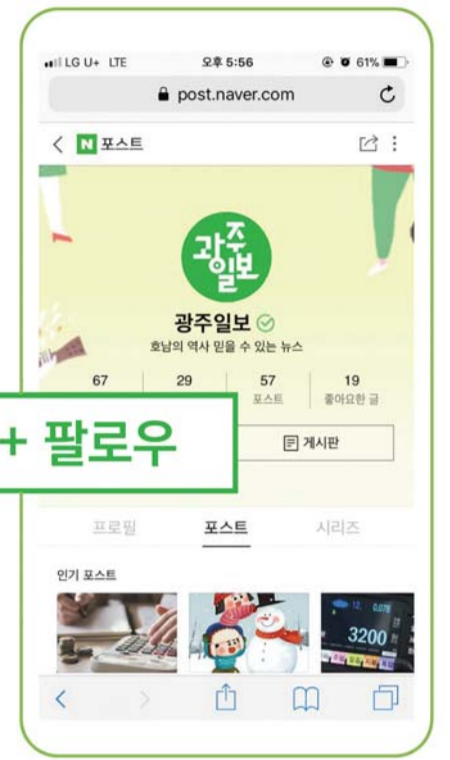 LG U+ LTE 오후 5:56 61%
post.naver.com
N 포스트
광주
일보
광주일보
호남의 역사 믿을 수 있는 뉴스
67 29 57 19
포스트 좋아요한 글
+ 팔로우
게시판
프로필 포스트 시리즈
인기 포스트
3200